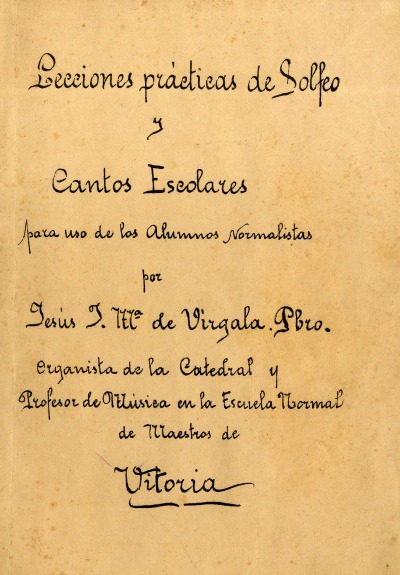 Lecciones prácticas de Solfeo
y
Cantos Escolares
para uso de los Alumnos Normalistas
por
Jesús J. Mª de Virgala. Pbro.
Organista de la Catedral y
Profesor de Música en la Escuela Normal
de Maestros de
Vitoria